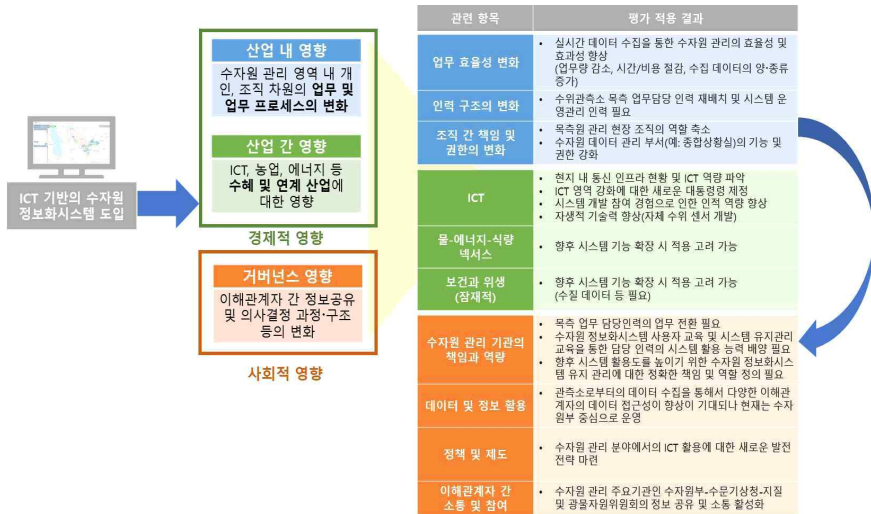 ICT 기반의 수자원
정보화시스템 도입
산업 내 영향
수자원 관리 영역 내 개
인, 조직 차원의 업무 및
업무 프로세스의 변화
산업 간 영향
ICT, 농업, 에너지 등
수혜 및 연계 산업에
대한 영향
경제적 영향
거버넌스 영향
이해관계자 간 정보공유
및 의사결정 과정·구조
등의 변화
사회적 영향
관련 항목
평가 적용 결과
업무 효율성 변화
• 실시간 데이터 수집을 통한 수자원 관리의 효율성 및
효과성 향상
(업무량 감소, 시간/비용 절감, 수집 데이터의 양·종류
증가)
인력 구조의 변화
• 수위관측소 목측 업무담당 인력 재배치 및 시스템 운
영관리 인력 필요
조직 간 책임 및
권한의 변화
• 목측원 관리 현장 조직의 역할 축소
• 수자원 데이터 관리 부서(예: 종합상황실)의 기능 및
권한 강화
ICT
• 현지 내 통신 인프라 현황 및 ICT 역량 파악
• ICT 영역 강화에 대한 새로운 대통령령 제정
• 시스템 개발 참여 경험으로 인한 인적 역량 향상
• 자생적 기술력 향상(자체 수위 센서 개발)
물-에너지-식량
넥서스
• 향후 시스템 기능 확장 시 적용 고려 가능
보건과 위생
(잠재적)
• 향후 시스템 기능 확장 시 적용 고려 가능
(수질 데이터 등 필요)
수자원 관리 기관의
책임과 역량
• 목측 업무 담당인력의 업무 전환 필요
• 수자원 정보화시스템 사용자 교육 및 시스템 유지관리
교육을 통한 담당 인력의 시스템 활용 능력 배양 필요
• 향후 시스템 활용도를 높이기 위한 수자원 정보화시스
템 유지 관리에 대한 정확한 책임 및 역할 정의 필요
데이터 및 정보 활용
• 관측소로부터의 데이터 수집을 통해서 다양한 이해관
계자의 데이터 접근성이 향상이 기대되나 현재는 수자
원부 중심으로 운영
정책 및 제도
• 수자원 관리 분야에서의 ICT 활용에 대한 새로운 발전
전략 마련
이해관계자 간
소통 및 참여
• 수자원 관리 주요기관인 수자원부-수문기상청-지질
및 광물자원위원회의 정보 공유 및 소통 활성화